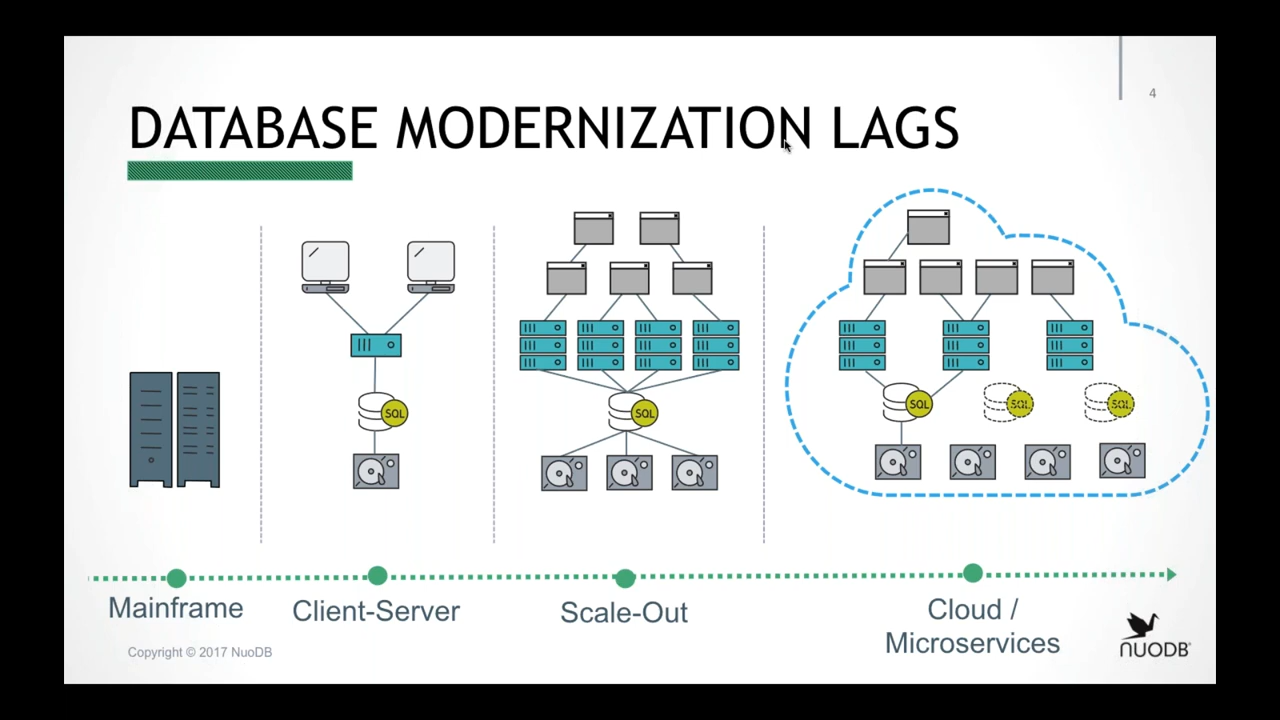 4
DATABASE MODERNIZATION LAGS
SQL
SQL
SQL
SQL
SQL
Mainframe
Client-Server
Scale-Out
Cloud /
Microservices
Copyright © 2017 NuoDB
NUODB